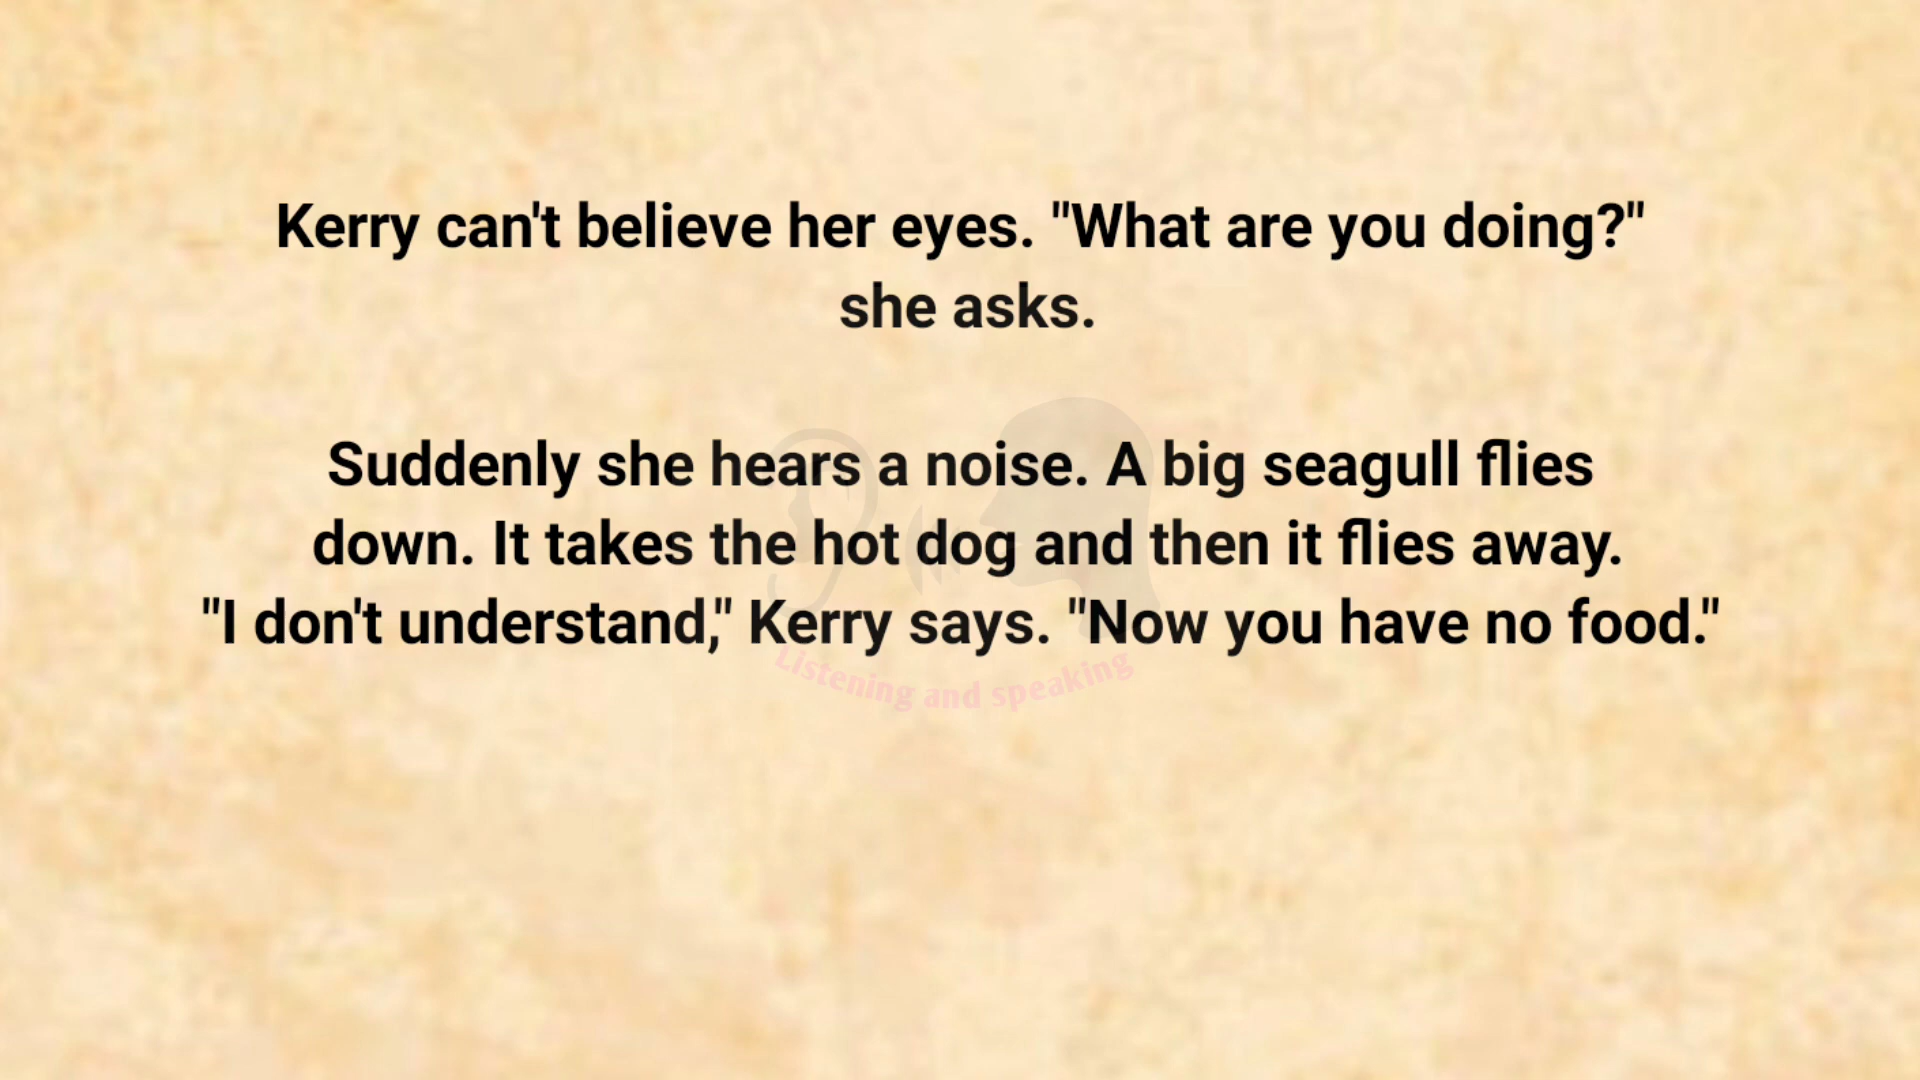 Kerry can't believe her eyes. "What are you doing?"
she asks.
Suddenly she hears a noise. A big seagull flies
down. It takes the hot dog and then it flies away.
"I don't understand," Kerry says. "Now you have no food."
Listening and speaking